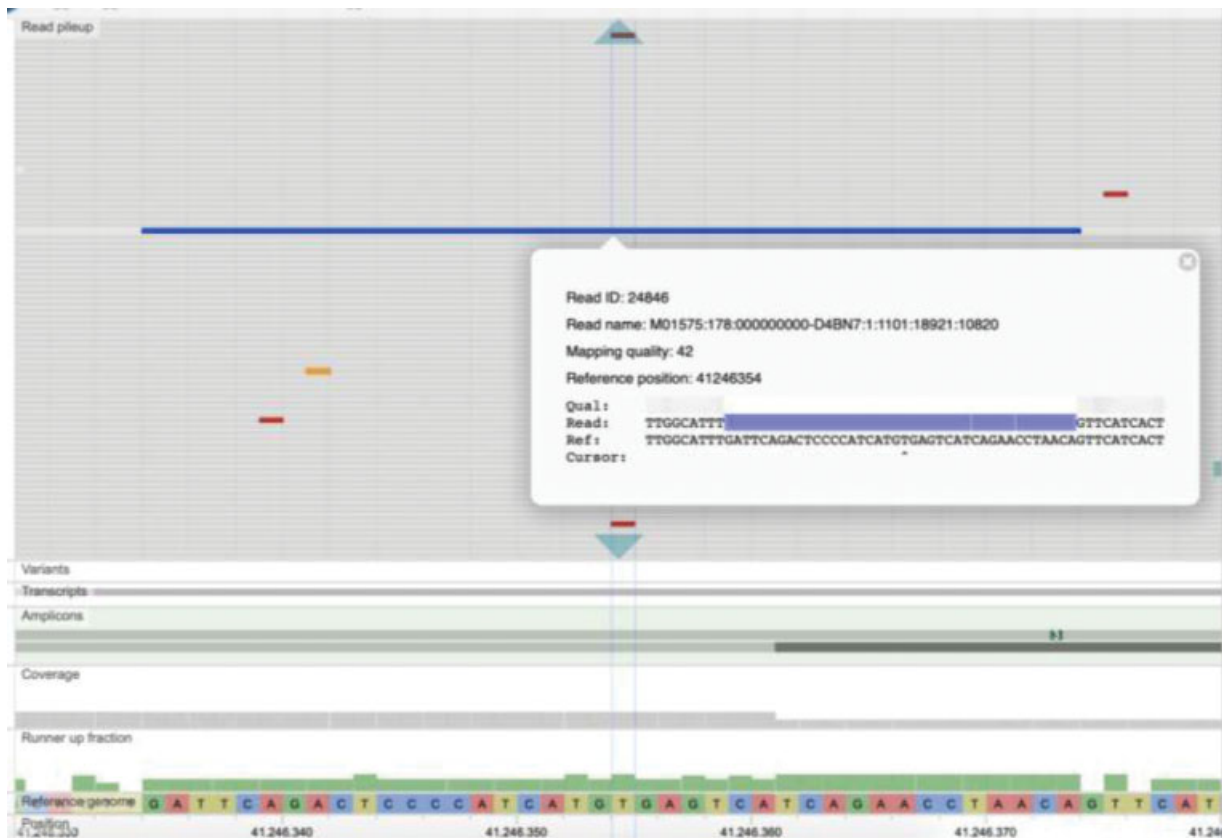 Read pileup
Read ID: 24846
Read name: M01575:178:000000000-D4BN7:1:1101:18921:10820
Mapping quality: 42
Reference position: 41246354
Qual:
Read: TTGGCATTT GTTCATCACT
Ref: TTGGCATTTGATTCAGACTCCCCATCATGTGAGTCATCAGAACCTAACAGTTCATCACT
Cursor: ^
Variants
Transcripts
Amplicons
Coverage
Runner up fraction
Reference genome G A T T C A G A C T C C C C A T C A T G T G A G T C A T C A G A A C C T A A C A G T T C A T
Position
41.246.340 41.246.350 41.246.360 41.246.370